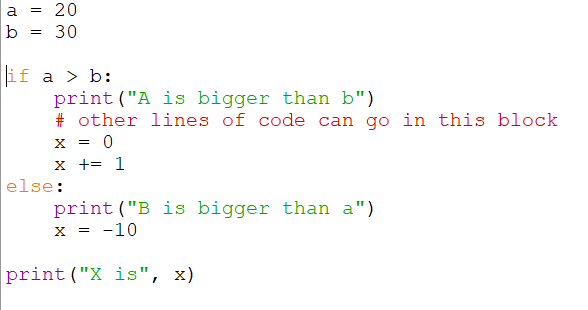 a = 20
b = 30

if a > b:
    print("A is bigger than b")
    # other lines of code can go in this block
    x = 0
    x += 1
else:
    print("B is bigger than a")
    x = -10

print("X is", x)